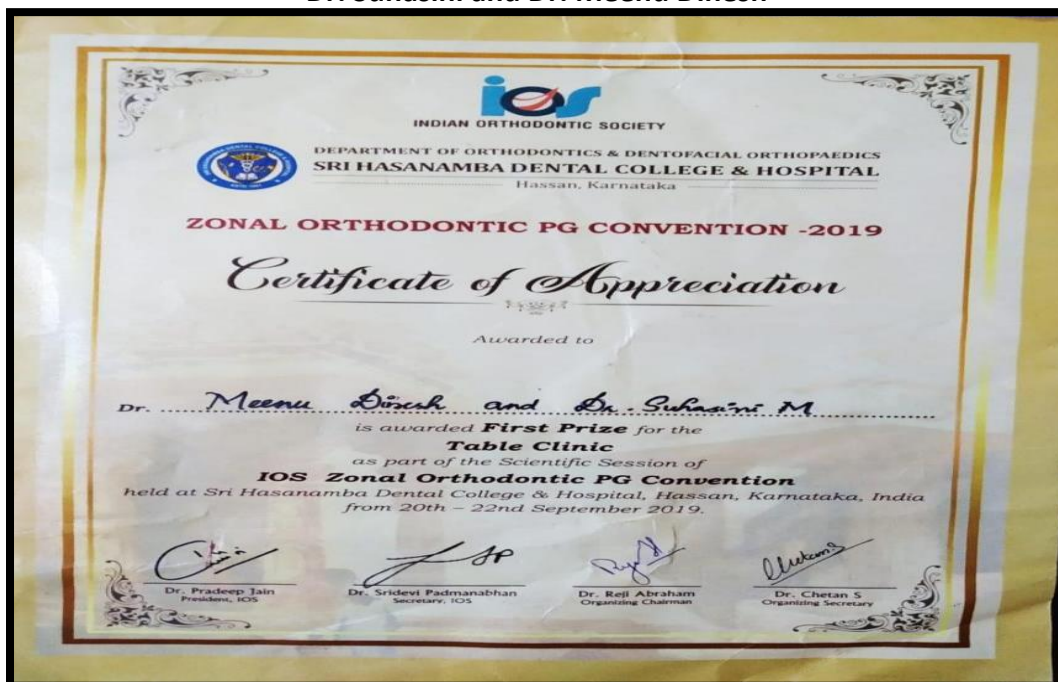 Dr. Suhasini and Dr. Meenu Dinesh
ios
INDIAN ORTHODONTIC SOCIETY
DEPARTMENT OF ORTHODONTICS & DENTOFACIAL ORTHOPAEDICS
SRI HASANAMBA DENTAL COLLEGE & HOSPITAL
Hassan, Karnataka
ZONAL ORTHODONTIC PG CONVENTION -2019
Certificate of Appreciation
Awarded to
Dr. Meenu Dinesh and Dr. Suhasini M
is awarded First Prize for the
Table Clinic
as part of the Scientific Session of
IOS Zonal Orthodontic PG Convention
held at Sri Hasanamba Dental College & Hospital, Hassan, Karnataka, India
from 20th – 22nd September 2019.
Dr. Pradeep Jain
President, IOS
Dr. Sridevi Padmanabhan
Secretary, IOS
Dr. Reji Abraham
Organizing Chairman
Dr. Chetan S
Organizing Secretary